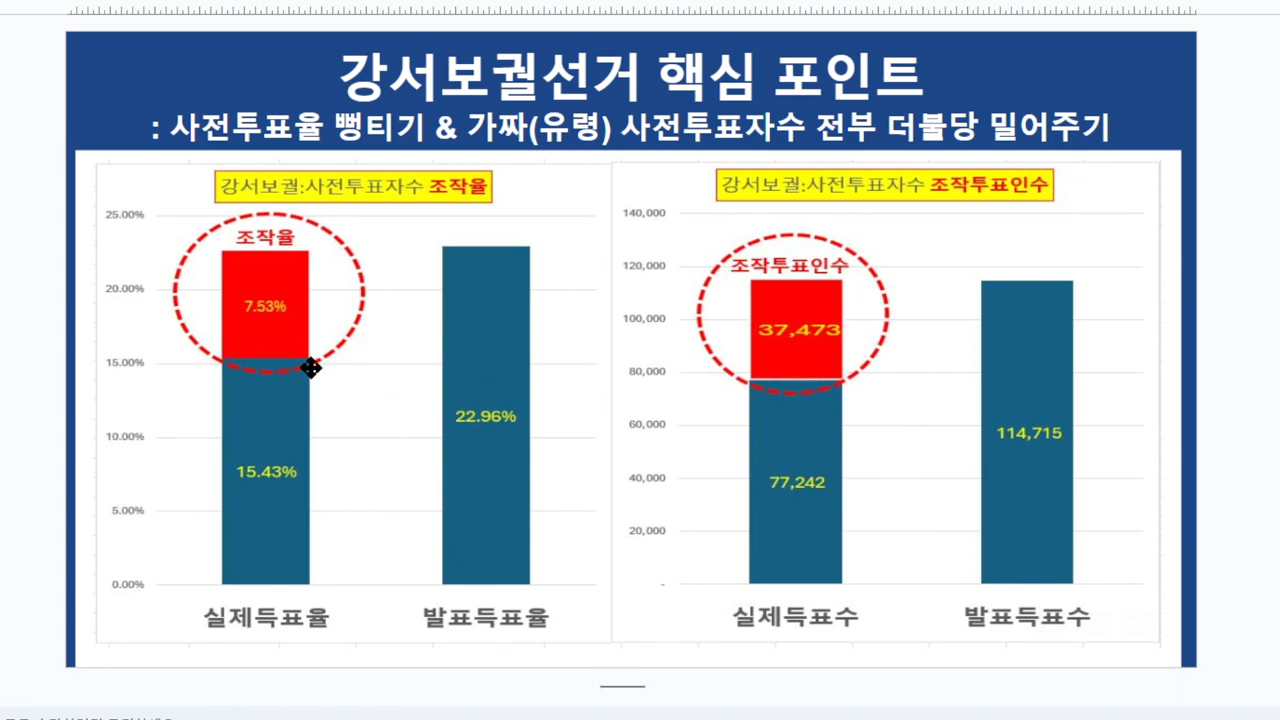 강서보궐선거 핵심 포인트
: 사전투표율 뻥티기 & 가짜(유령) 사전투표자수 전부 더불당 밀어주기
강서보궐:사전투표자수 조작율
25.00%
20.00%
15.00%
10.00%
5.00%
0.00%
조작율
7.53%
15.43%
22.96%
실제득표율 발표득표율
강서보궐:사전투표자수 조작투표인수
140,000
120,000
100,000
80,000
60,000
40,000
20,000
-
조작투표인수
37,473
77,242
114,715
실제득표수 발표득표수